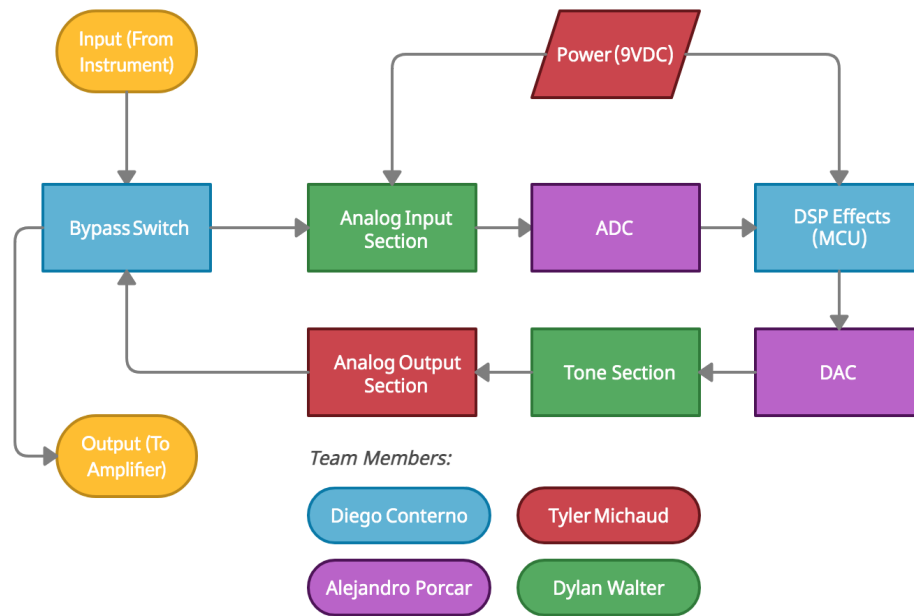 Input (From
Instrument)
Power (9VDC)
Bypass Switch
Analog Input
Section
ADC
DSP Effects
(MCU)
Analog Output
Section
Tone Section
DAC
Output (To
Amplifier)
Team Members:
Diego Conterno
Tyler Michaud
Alejandro Porcar
Dylan Walter